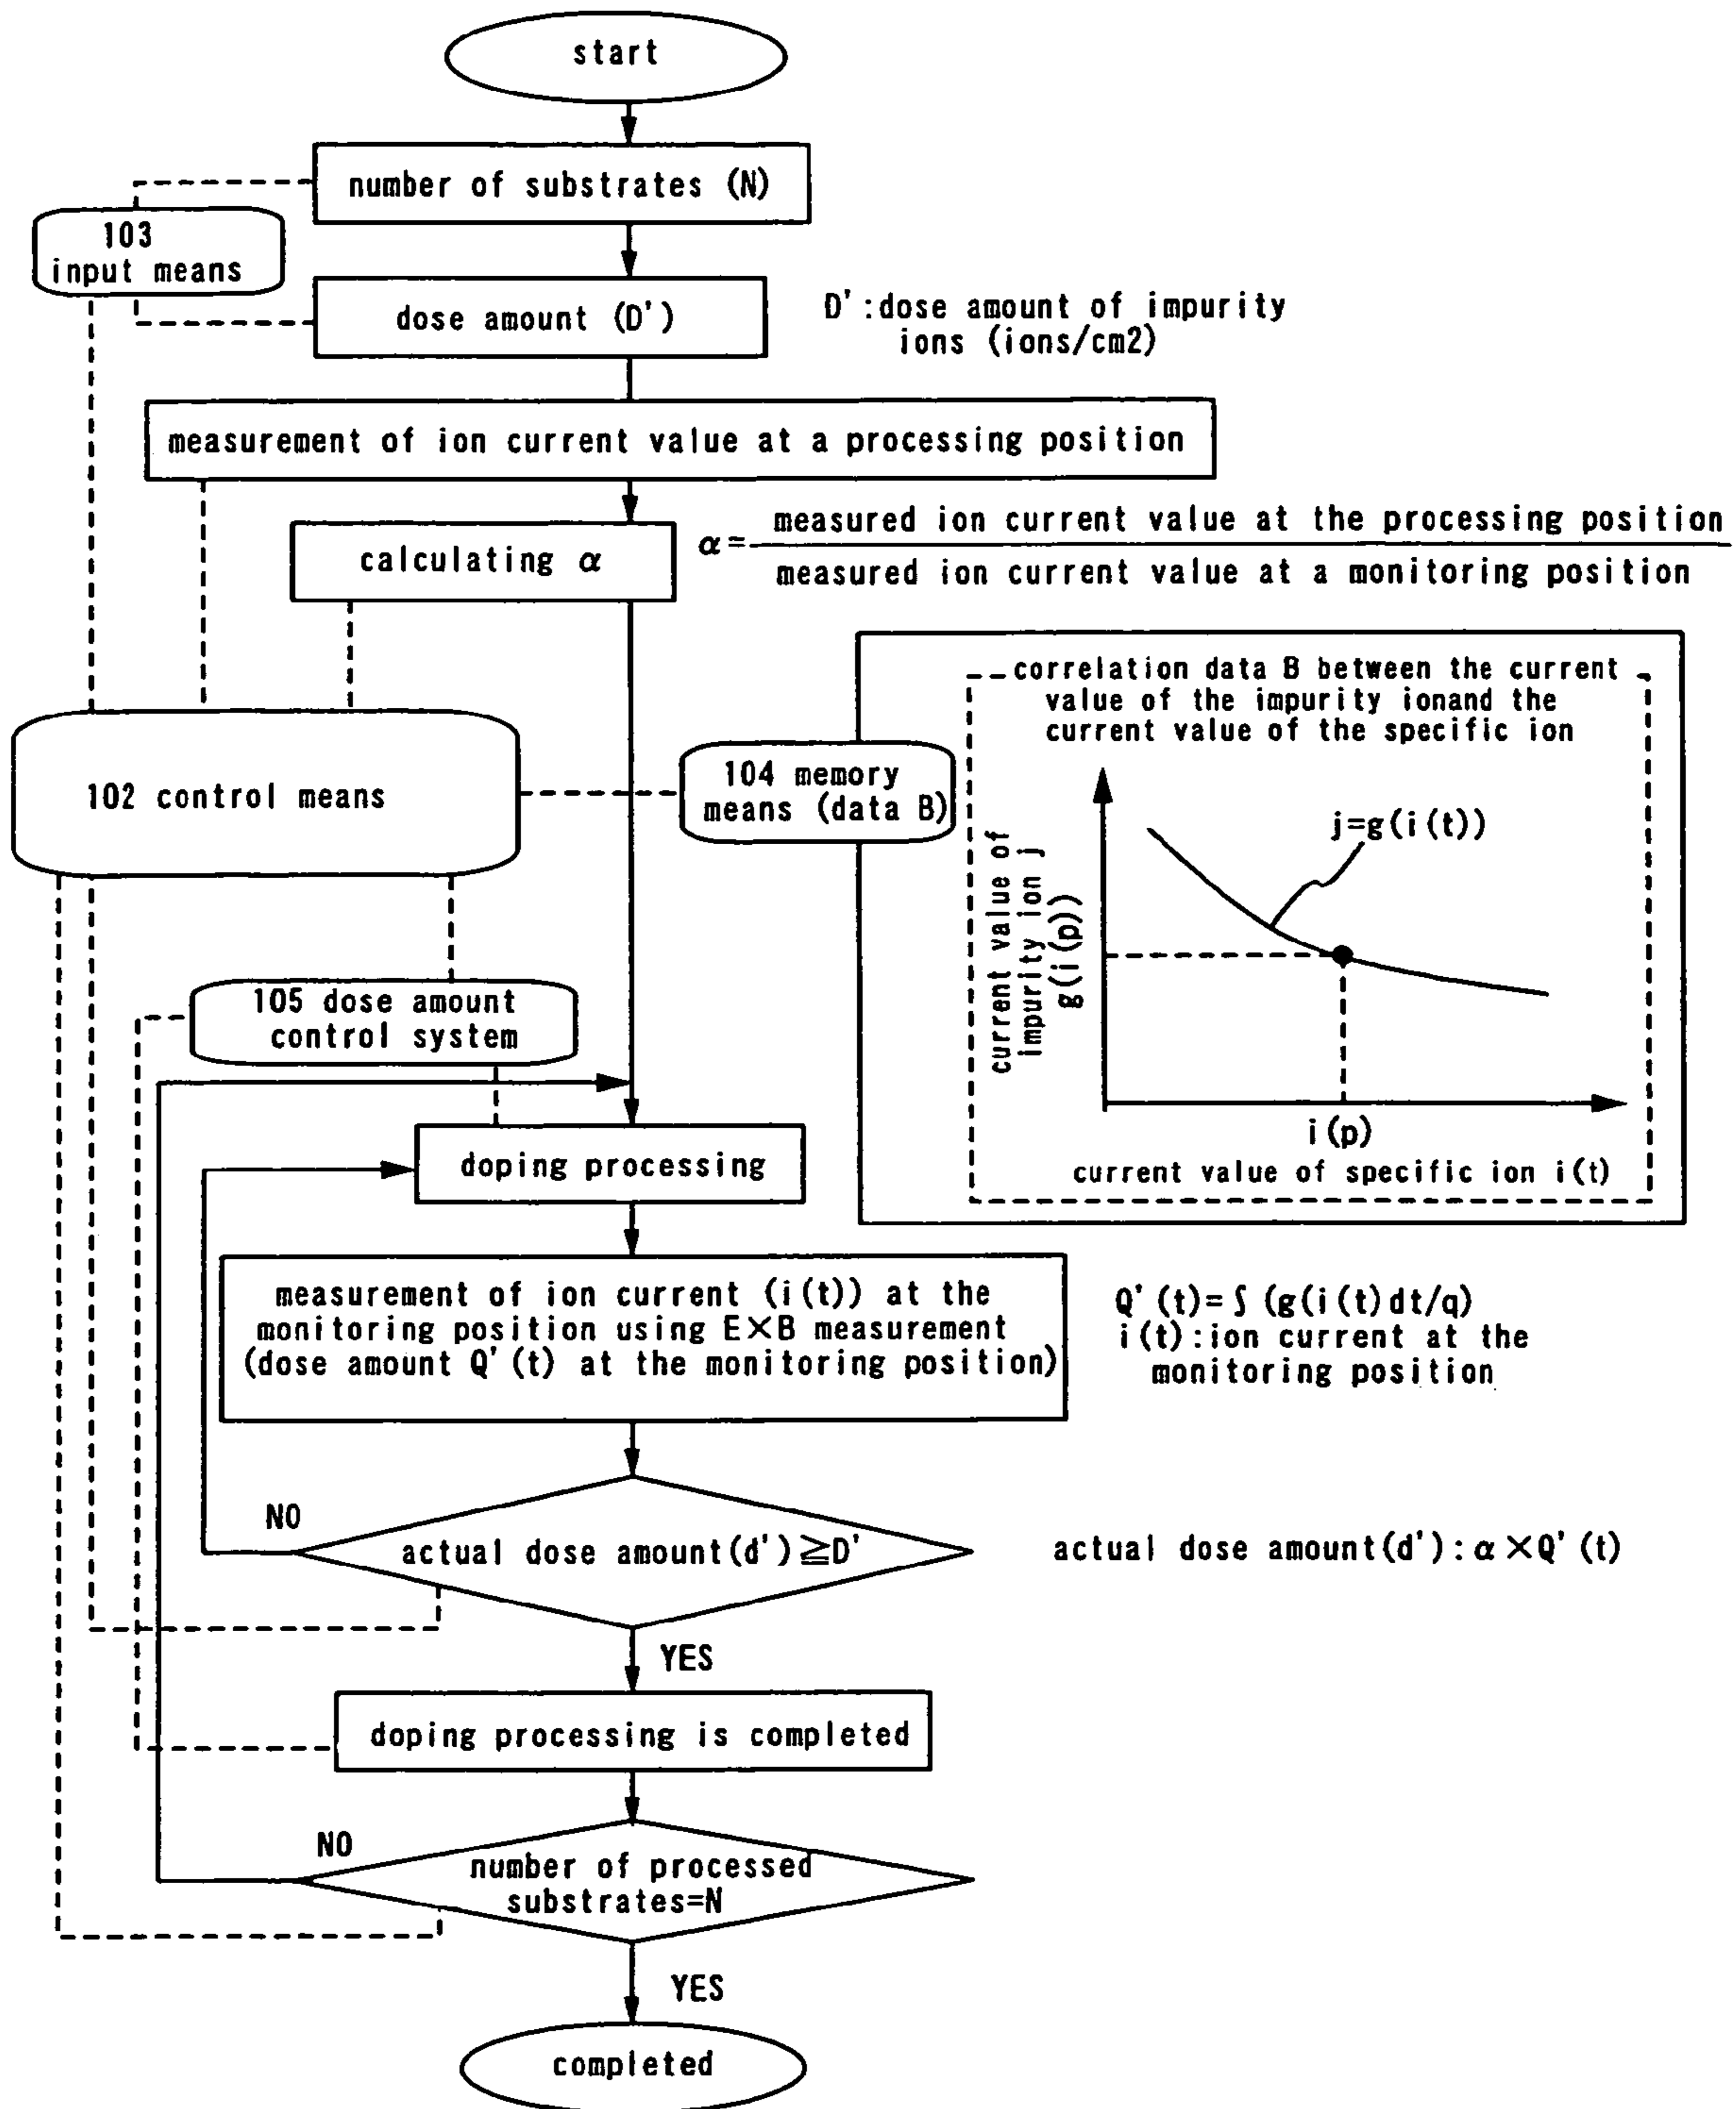 start
number of substrates (N)
103
input means
dose amount (D')
D':dose amount of impurity
ions (ions/cm2)
measurement of ion current value at a processing position
calculating α
α=
measured ion current value at the processing position
measured ion current value at a monitoring position
correlation data B between the current
value of the impurity ionand the
current value of the specific ion
102 control means
104 memory
means (data B)
j=g(i(t))
current value of
impurity ion j
g(i(p))
i(p)
current value of specific ion i(t)
105 dose amount
control system
doping processing
measurement of ion current (i(t)) at the
monitoring position using E×B measurement
(dose amount Q'(t) at the monitoring position)
Q'(t)=∫(g(i(t)dt/q)
i(t):ion current at the
monitoring position
NO
actual dose amount(d')≧D'
actual dose amount(d'):α×Q'(t)
YES
doping processing is completed
NO
number of processed
substrates=N
YES
completed